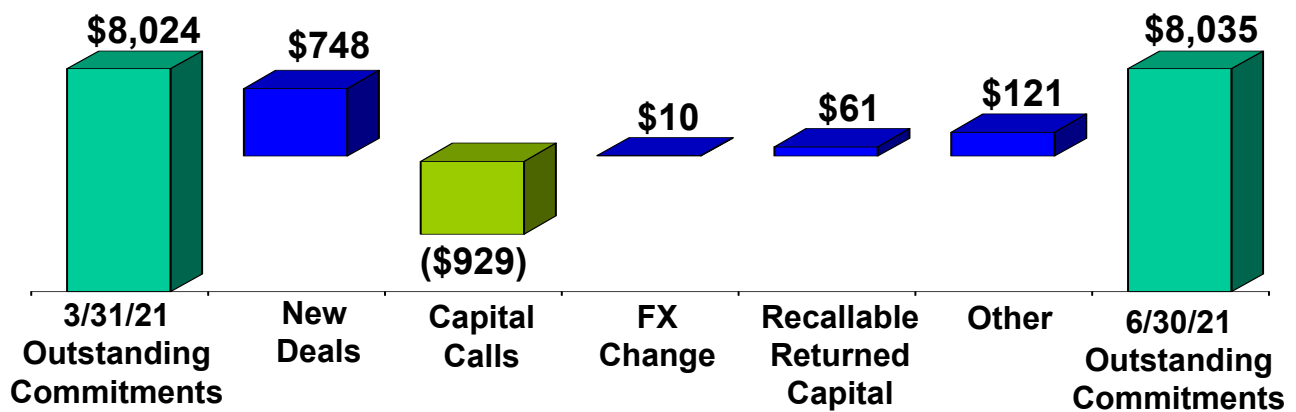 $8,024
$748
($929)
$10
$61
$121
$8,035
3/31/21
Outstanding
Commitments
New
Deals
Capital
Calls
FX
Change
Recallable
Returned
Capital
Other
6/30/21
Outstanding
Commitments